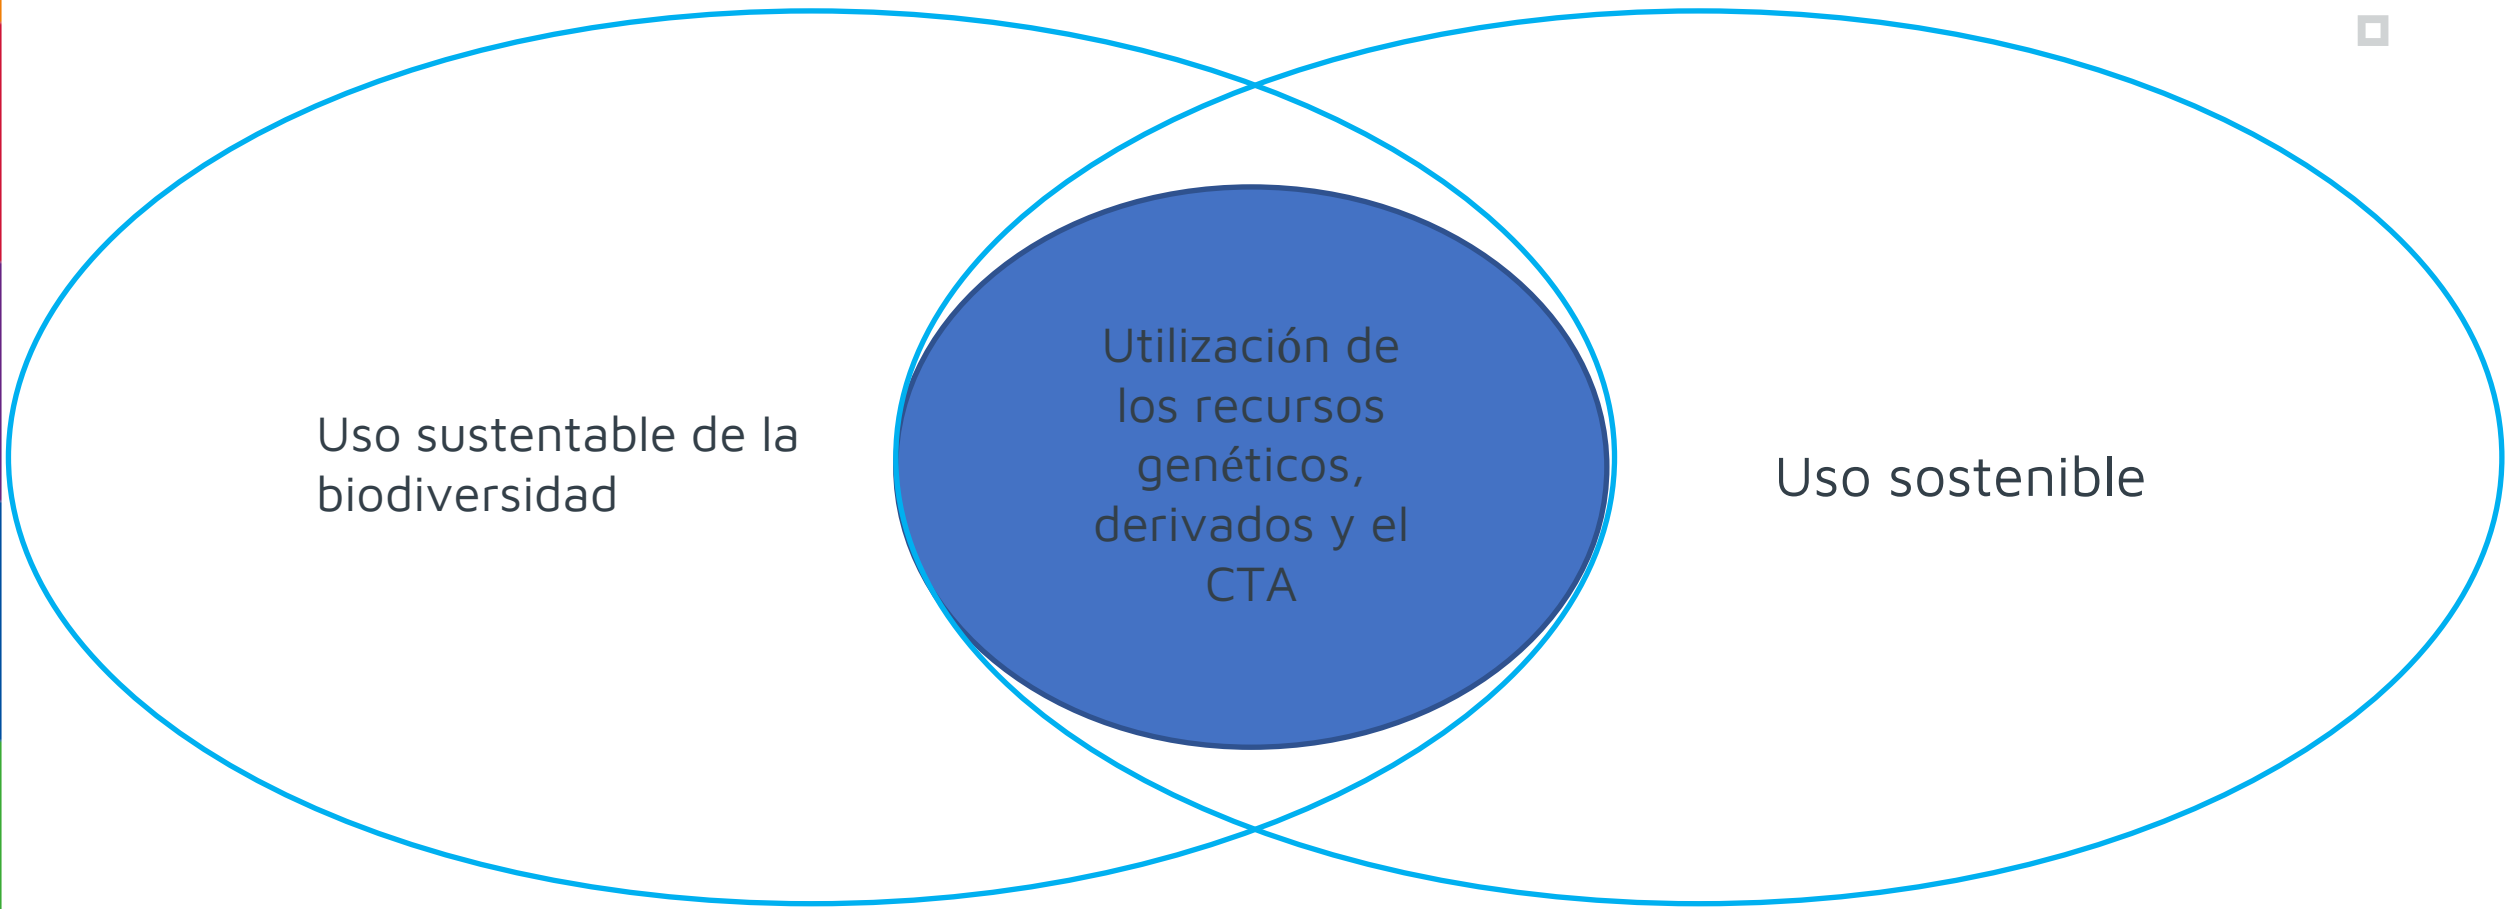 Uso sustentable de la
biodiversidad
Utilización de
los recursos
genéticos,
derivados y el
CTA
Uso sostenible